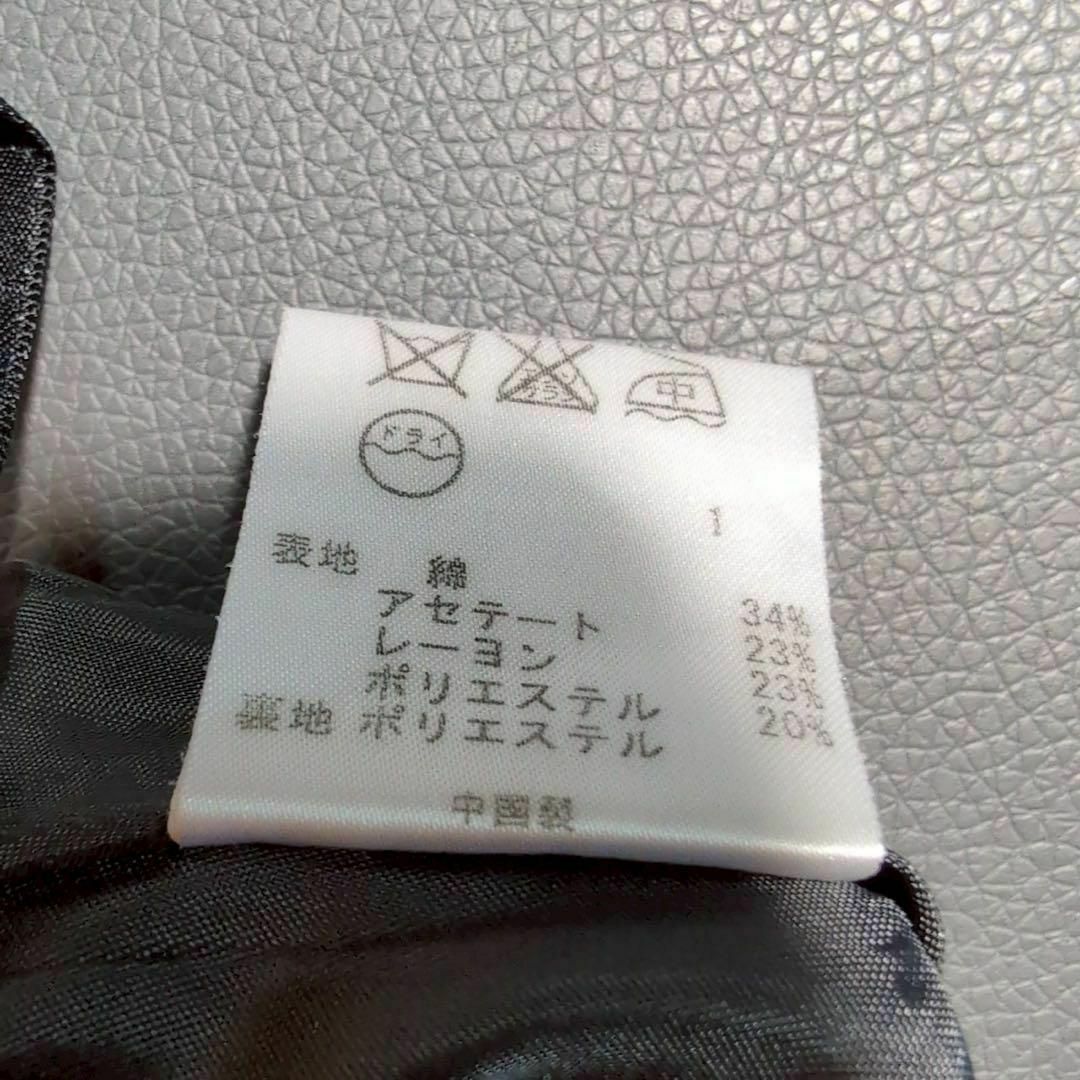 中
ドライ
1
表地 綿 34%
アセテート 23%
レーヨン 23%
ポリエステル 20%
裏地 ポリエステル
中国製